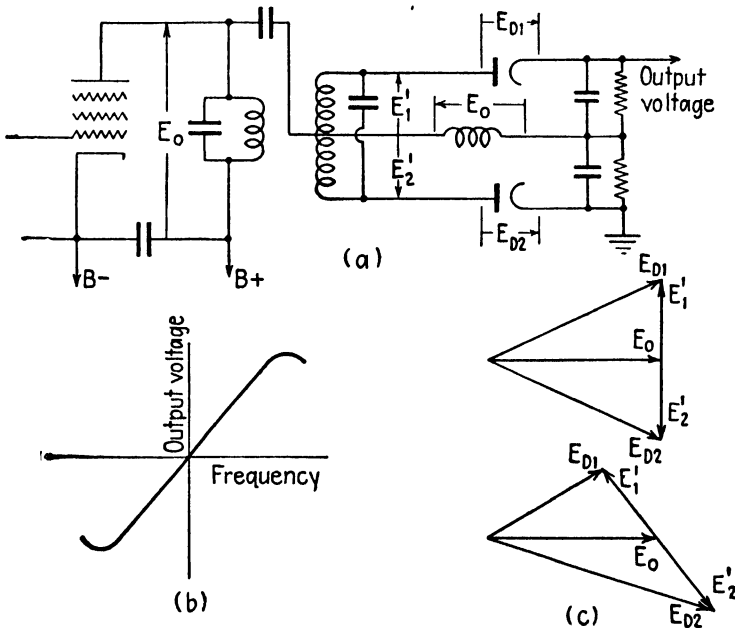 E_D1
E_o
E'_1
E_o
E'_2
Output
voltage
E_D2
B-
B+
(a)
Output voltage
Frequency
(b)
E_D1
E'_1
E_o
E'_2
E_D2
E_D1
E'_1
E_o
E'_2
E_D2
(c)